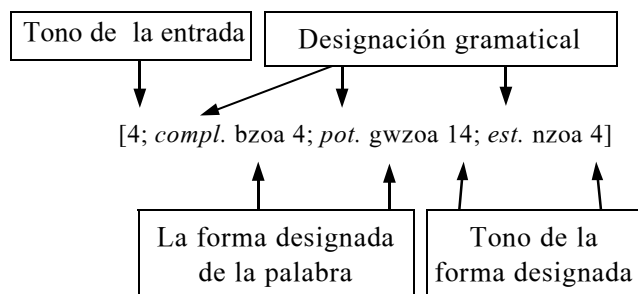 Tono de la entrada
Designación gramatical
[4; compl. bzoa 4; pot. gwzoa 14; est. nzoa 4]
La forma designada
de la palabra
Tono de la
forma designada